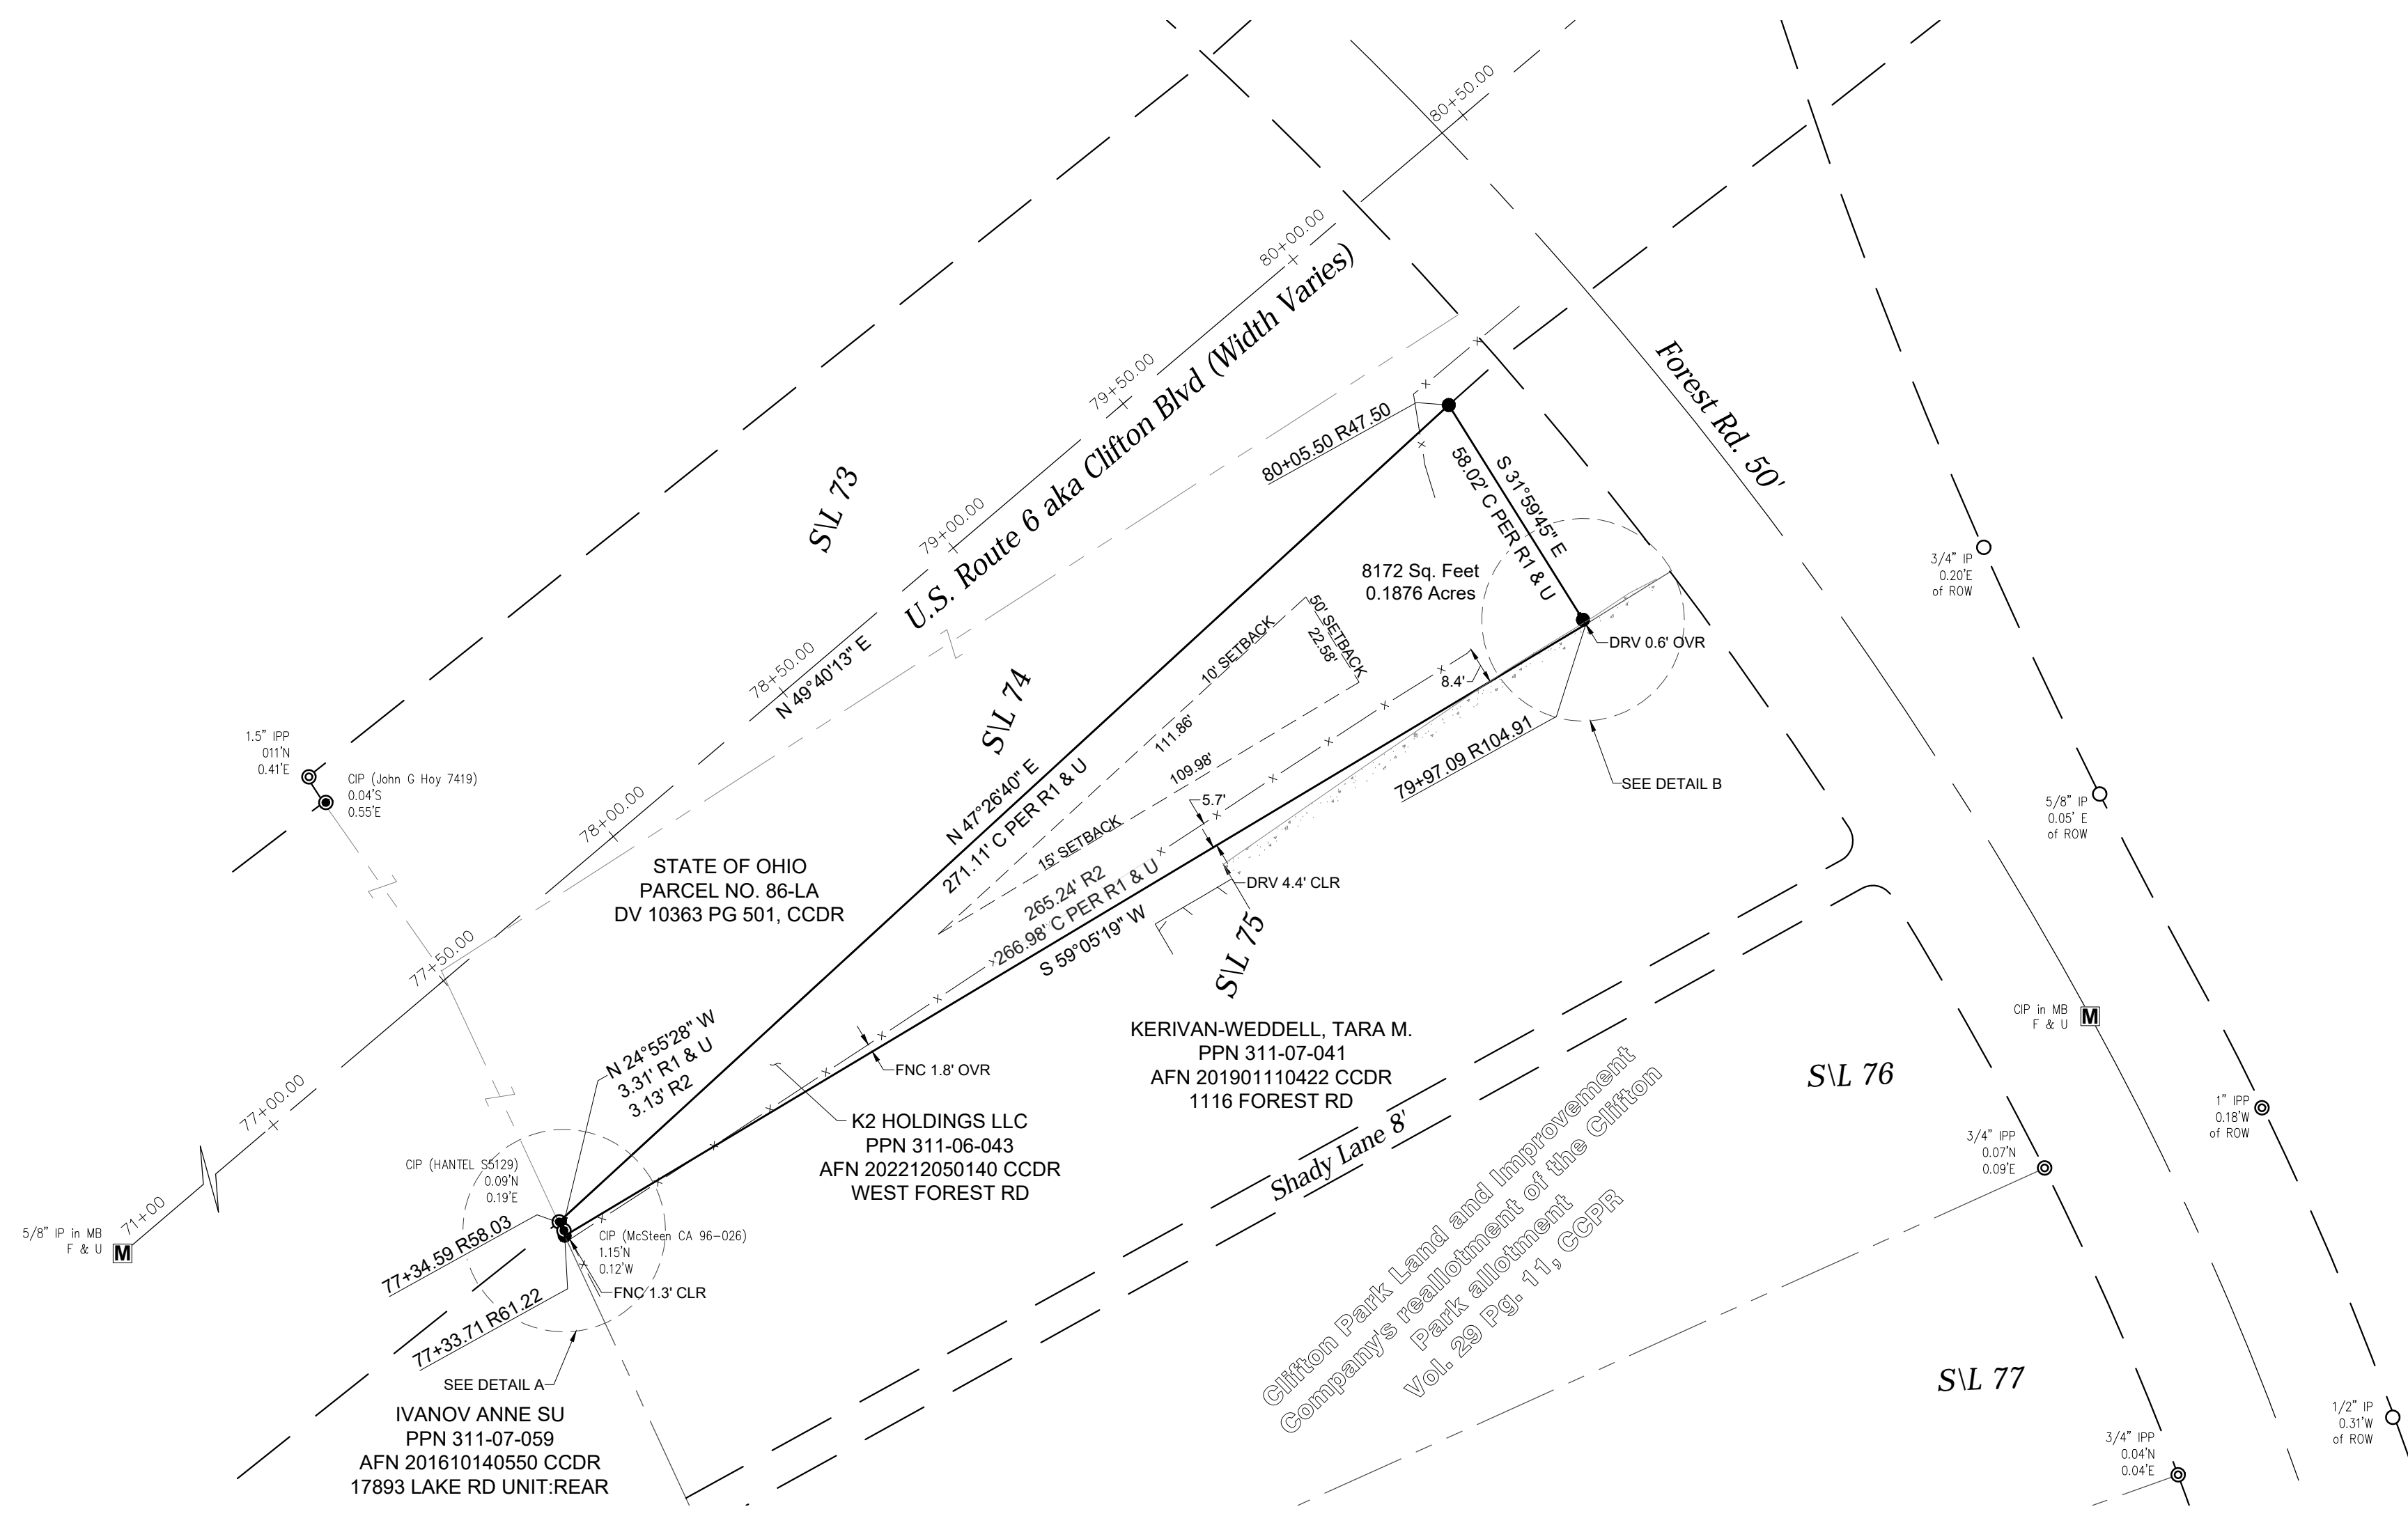 80+50.00
80+00.00
79+50.00
79+00.00
78+50.00
78+00.00
77+50.00
77+00.00
71+00
U.S. Route 6 aka Clifton Blvd (Width Varies)
N 49°40'13" E
Forest Rd. 50'
S\L 73
S\L 74
80+05.50 R47.50
S 31°59'45" E
58.02' C PER R1 & U
8172 Sq. Feet
0.1876 Acres
3/4" IP
0.20'E
of ROW
DRV 0.6' OVR
10' SETBACK
50' SETBACK
22.58'
8.4'
111.86'
109.98'
15' SETBACK
5.7'
79+97.09 R104.91
SEE DETAIL B
1.5" IPP
011'N
0.41'E
CIP (John G Hoy 7419)
0.04'S
0.55'E
5/8" IP
0.05' E
of ROW
N 47°26'40" E
271.11' C PER R1 & U
STATE OF OHIO
PARCEL NO. 86-LA
DV 10363 PG 501, CCDR
265.24' R2
266.98' C PER R1 & U
S 59°05'19" W
DRV 4.4' CLR
S\L 75
CIP in MB
F & U
M
KERIVAN-WEDDELL, TARA M.
PPN 311-07-041
AFN 201901110422 CCDR
1116 FOREST RD
S\L 76
N 24°55'28" W
3.31' R1 & U
3.13' R2
FNC 1.8' OVR
K2 HOLDINGS LLC
PPN 311-06-043
AFN 202212050140 CCDR
WEST FOREST RD
Shady Lane 8'
1" IPP
0.18'W
of ROW
3/4" IPP
0.07'N
0.09'E
CIP (HANTEL S5129)
0.09'N
0.19'E
5/8" IP in MB
F & U
M
77+34.59 R58.03
CIP (McSteen CA 96-026)
1.15'N
0.12'W
FNC 1.3' CLR
77+33.71 R61.22
SEE DETAIL A
IVANOV ANNE SU
PPN 311-07-059
AFN 201610140550 CCDR
17893 LAKE RD UNIT:REAR
Clifton Park Land and Improvement
Company's reallotment of the Clifton
Park allotment
Vol. 29 Pg. 11, CCPR
S\L 77
1/2" IP
0.31'W
of ROW
3/4" IPP
0.04'N
0.04'E